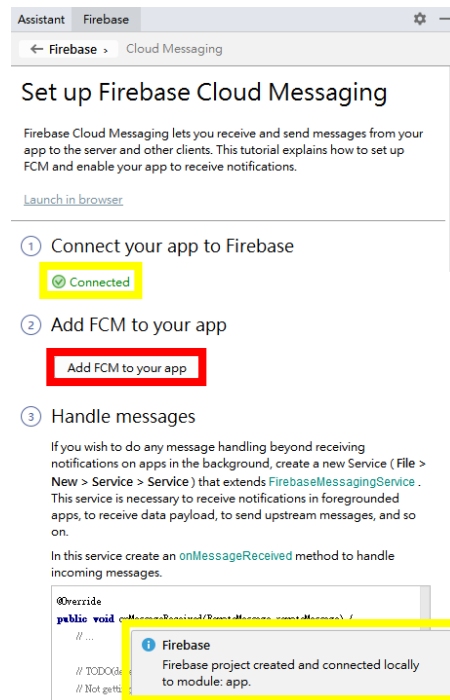 Assistant Firebase
← Firebase › Cloud Messaging
Set up Firebase Cloud Messaging
Firebase Cloud Messaging lets you receive and send messages from your
app to the server and other clients. This tutorial explains how to set up
FCM and enable your app to receive notifications.
Launch in browser
1 Connect your app to Firebase
Connected
2 Add FCM to your app
Add FCM to your app
3 Handle messages
If you wish to do any message handling beyond receiving
notifications on apps in the background, create a new Service ( File >
New > Service > Service ) that extends FirebaseMessagingService .
This service is necessary to receive notifications in foregrounded
apps, to receive data payload, to send upstream messages, and so
on.
In this service create an onMessageReceived method to handle
incoming messages.
@Override
public void onMessageReceived(RemoteMessage remoteMessage) {
// ...
Firebase
Firebase project created and connected locally
to module: app.
// TODO(de
// Not getti